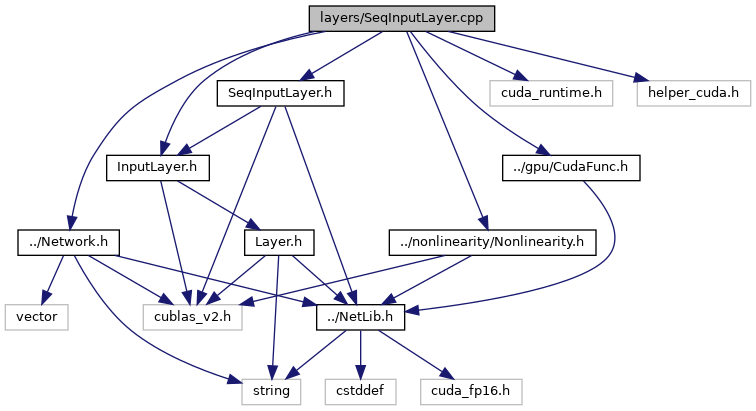 layers/SeqInputLayer.cpp
SeqInputLayer.h
cuda_runtime.h
helper_cuda.h
InputLayer.h
../gpu/CudaFunc.h
../Network.h
Layer.h
../nonlinearity/Nonlinearity.h
vector
cublas_v2.h
../NetLib.h
string
cstddef
cuda_fp16.h